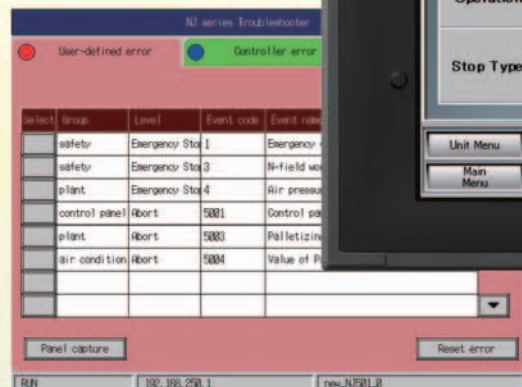 NJ series Troubleshooter
User-defined error
Controller error
Operation
Stop Type
Unit Menu
Main Menu
Select Group Level Event code Event name
safety Emergency Sto 1 Emergency
safety Emergency Sto 3 N-field wo
plant Emergency Sto 4 Air pressu
control panel Abort 5001 Control pa
plant Abort 5003 Palletizin
air condition Abort 5004 Value of P
Panel capture
Reset error
RUN 192.168.250.1 new_NJ501_0